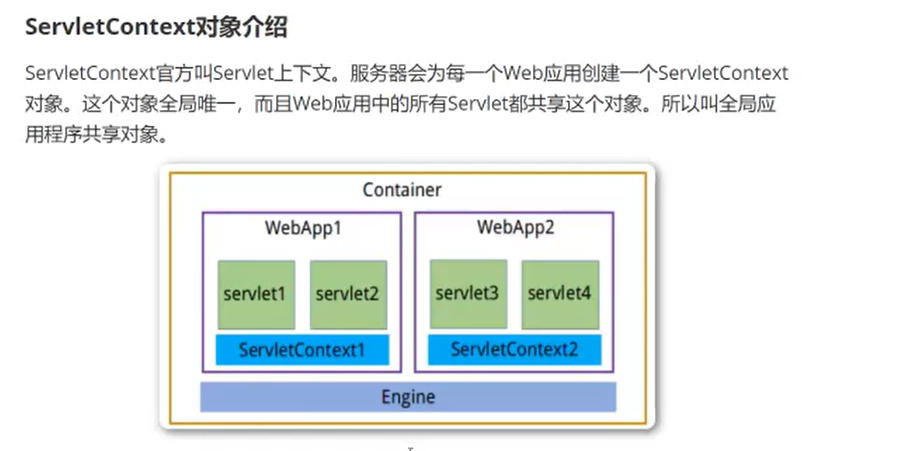 ServletContext对象介绍
ServletContext官方叫Servlet上下文。服务器会为每一个Web应用创建一个ServletContext
对象。这个对象全局唯一，而且Web应用中的所有Servlet都共享这个对象。所以叫全局应
用程序共享对象。
Container
WebApp1
WebApp2
servlet1
servlet2
servlet3
servlet4
ServletContext1
ServletContext2
Engine